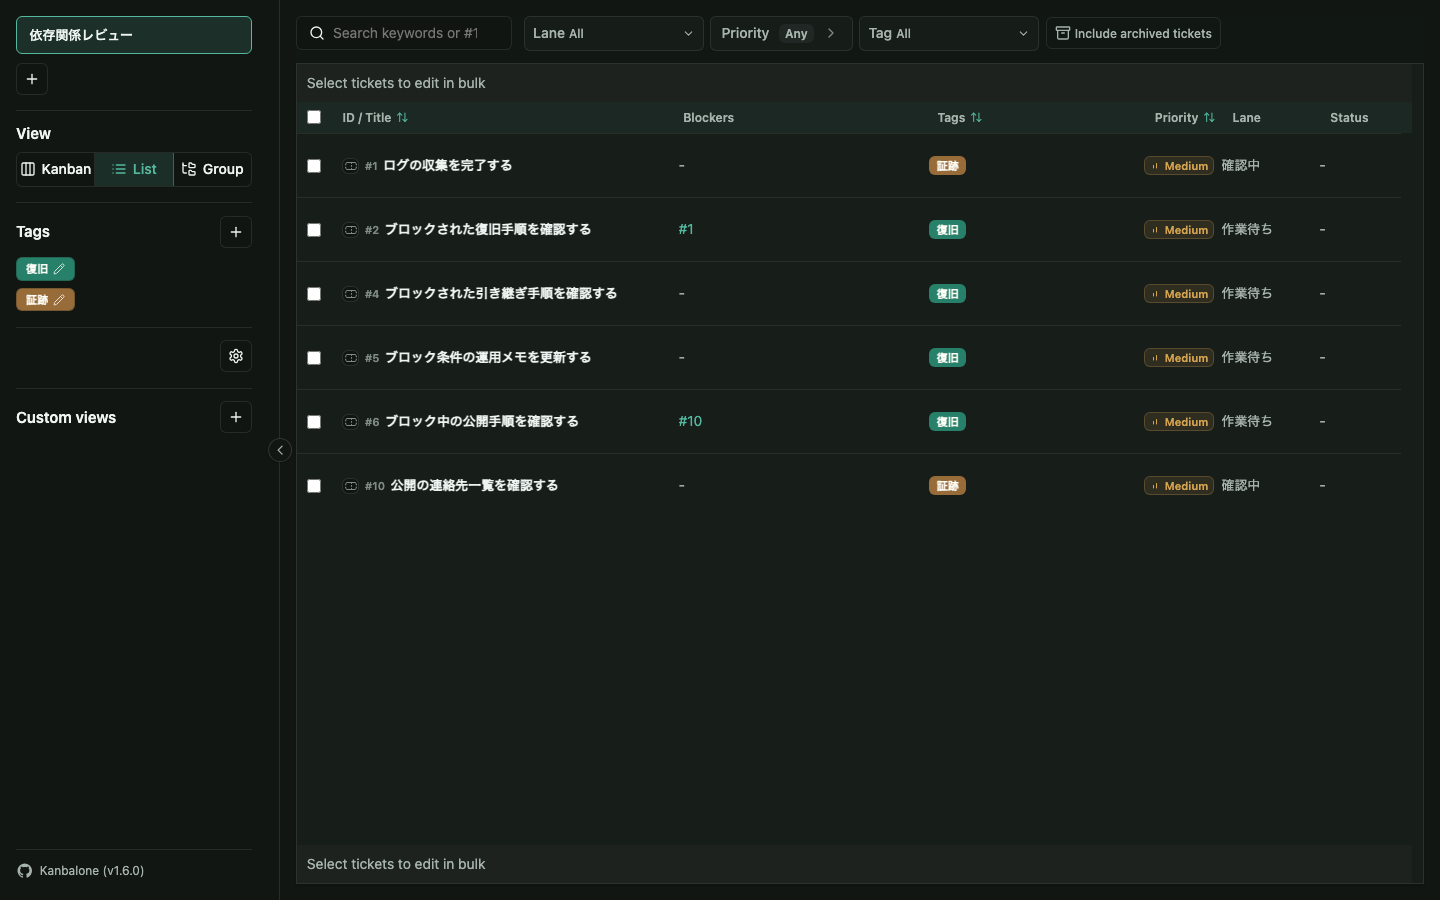 依存関係レビュー
View
Kanban List Group
Tags
復旧
証跡
Custom views
Kanbalone (v1.6.0)
Search keywords or #1
Lane All
Priority Any
Tag All
Include archived tickets
Select tickets to edit in bulk
ID / Title Blockers Tags Priority Lane Status
#1 ログの収集を完了する - 証跡 Medium 確認中 -
#2 ブロックされた復旧手順を確認する #1 復旧 Medium 作業待ち -
#4 ブロックされた引き継ぎ手順を確認する - 復旧 Medium 作業待ち -
#5 ブロック条件の運用メモを更新する - 復旧 Medium 作業待ち -
#6 ブロック中の公開手順を確認する #10 復旧 Medium 作業待ち -
#10 公開の連絡先一覧を確認する - 証跡 Medium 確認中 -
Select tickets to edit in bulk